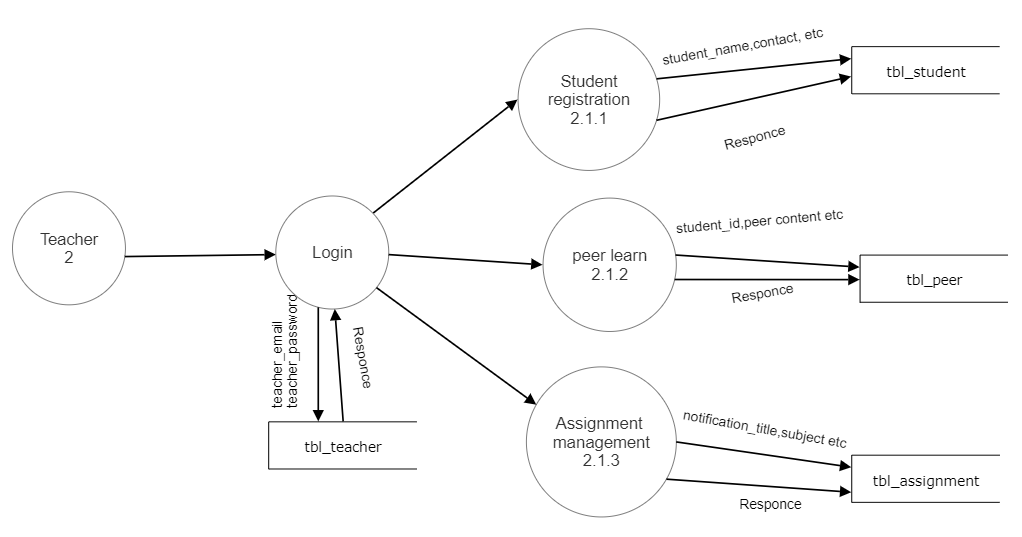 student_name,contact, etc
Student
registration
2.1.1
tbl_student
Responce
Teacher
2
Login
student_id,peer content etc
peer learn
2.1.2
tbl_peer
Responce
teacher_email
teacher_password
Responce
tbl_teacher
Assignment
management
2.1.3
notification_title,subject etc
tbl_assignment
Responce